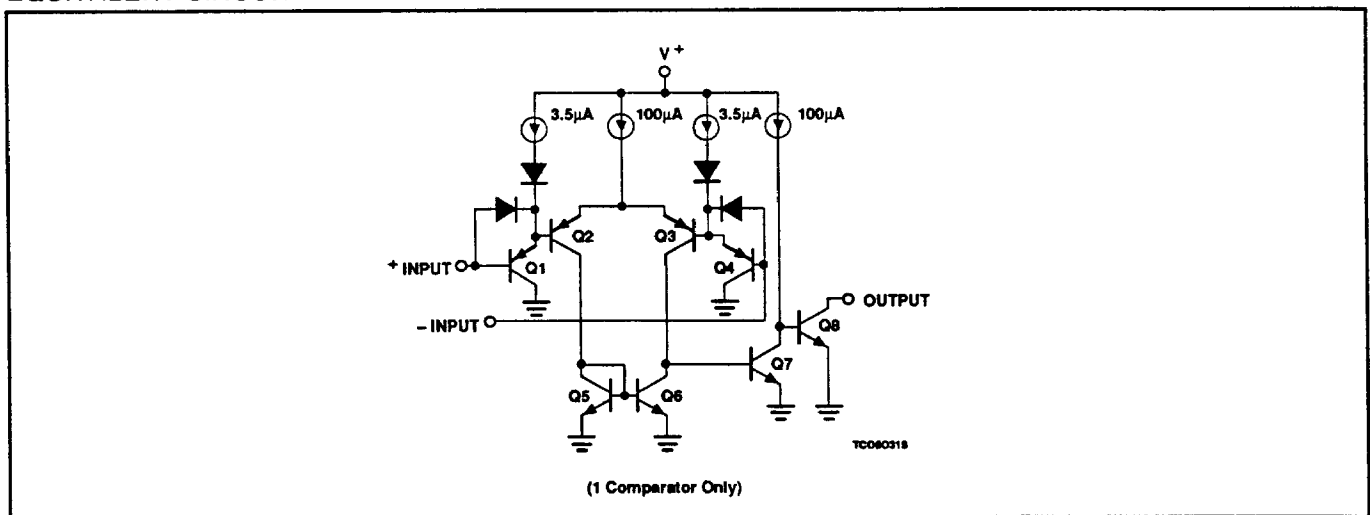 V+
3.5µA 100µA 3.5µA 100µA
Q2 Q3
+ INPUT Q1 Q4
OUTPUT
– INPUT Q8
Q7
Q5 Q6
(1 Comparator Only)